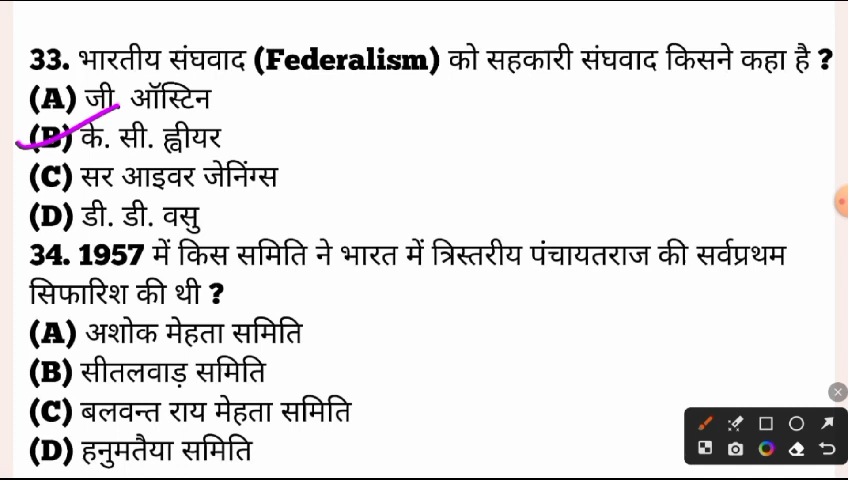 33. भारतीय संघवाद (Federalism) को सहकारी संघवाद किसने कहा है ?
(A) जी. ऑस्टिन
(B) के. सी. ह्वीयर
(C) सर आइवर जेनिंग्स
(D) डी. डी. वसु
34. 1957 में किस समिति ने भारत में त्रिस्तरीय पंचायतराज की सर्वप्रथम
सिफारिश की थी ?
(A) अशोक मेहता समिति
(B) सीतलवाड़ समिति
(C) बलवन्त राय मेहता समिति
(D) हनुमतैया समिति